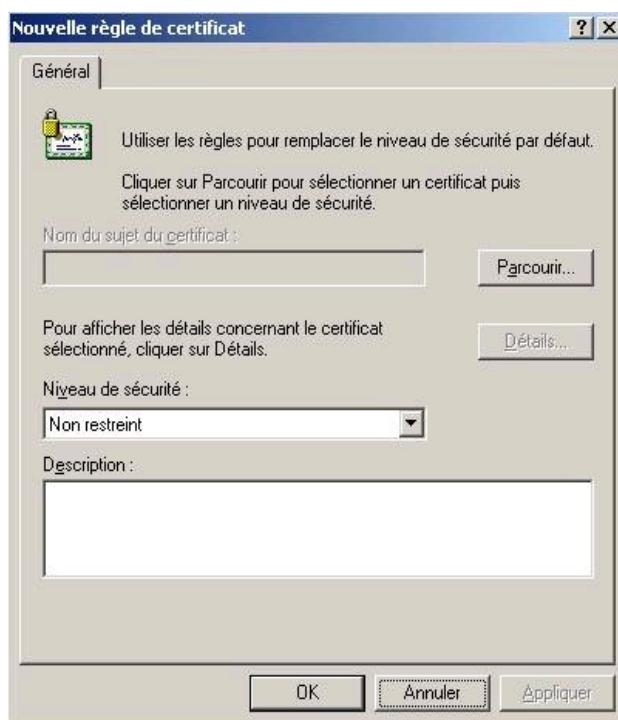 Nouvelle règle de certificat
Général
Utiliser les règles pour remplacer le niveau de sécurité par défaut.
Cliquer sur Parcourir pour sélectionner un certificat puis
sélectionner un niveau de sécurité.
Nom du sujet du certificat :
Parcourir...
Pour afficher les détails concernant le certificat
sélectionné, cliquer sur Détails.
Détails...
Niveau de sécurité :
Non restreint
Description :
OK
Annuler
Appliquer